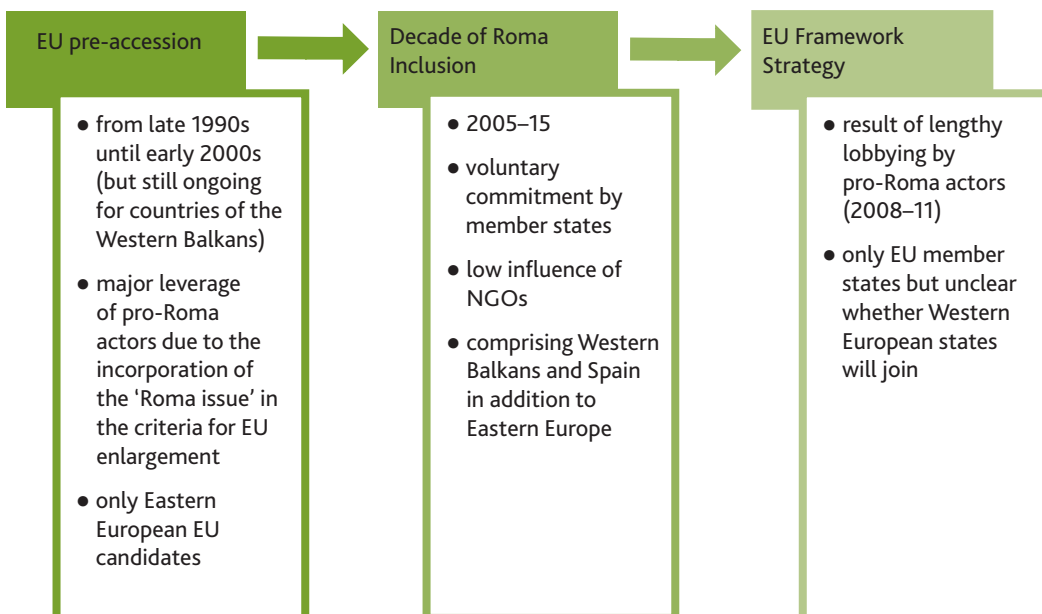 EU pre-accession
● from late 1990s
until early 2000s
(but still ongoing
for countries of the
Western Balkans)
● major leverage
of pro-Roma
actors due to the
incorporation of
the ‘Roma issue’ in
the criteria for EU
enlargement
● only Eastern
European EU
candidates
Decade of Roma
Inclusion
● 2005–15
● voluntary
commitment by
member states
● low influence of
NGOs
● comprising Western
Balkans and Spain
in addition to
Eastern Europe
EU Framework
Strategy
● result of lengthy
lobbying by
pro-Roma actors
(2008–11)
● only EU member
states but unclear
whether Western
European states
will join